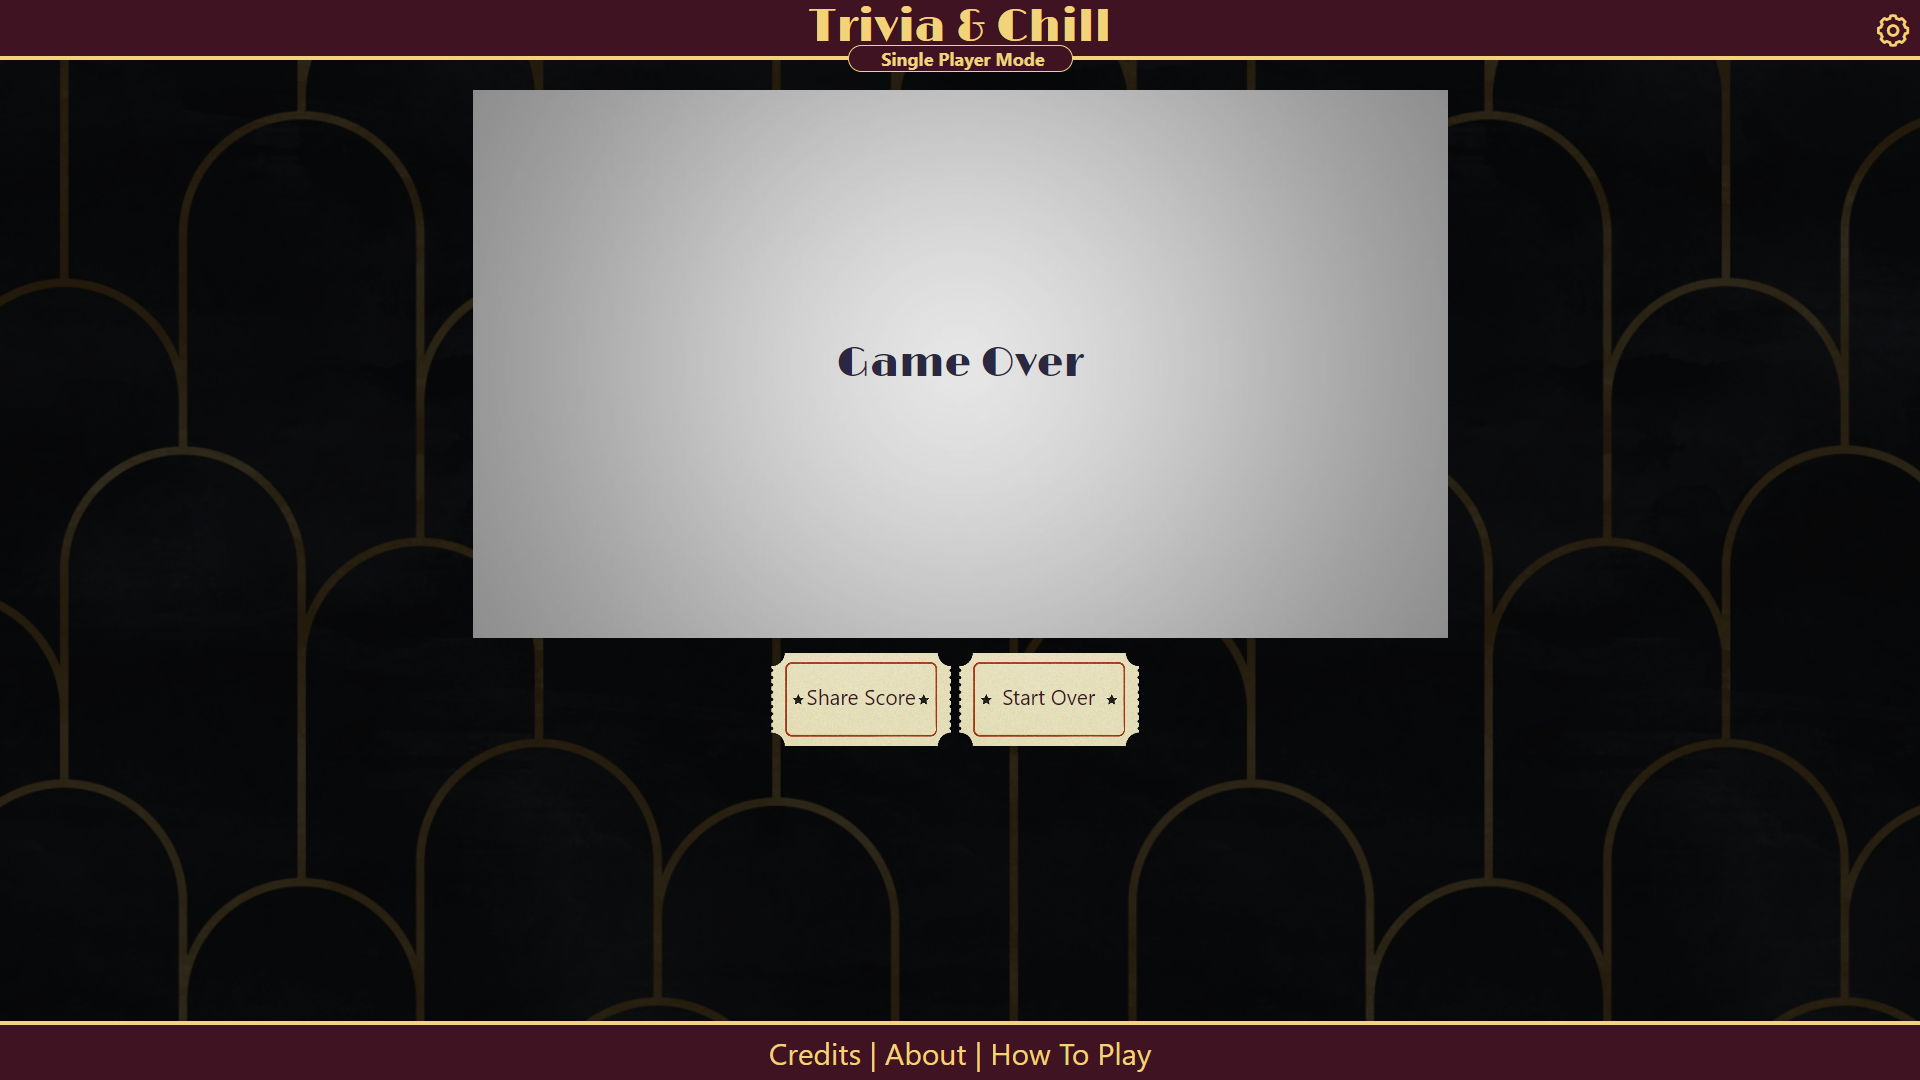 Trivia & Chill
Single Player Mode
Game Over
Share Score
Start Over
Credits | About | How To Play